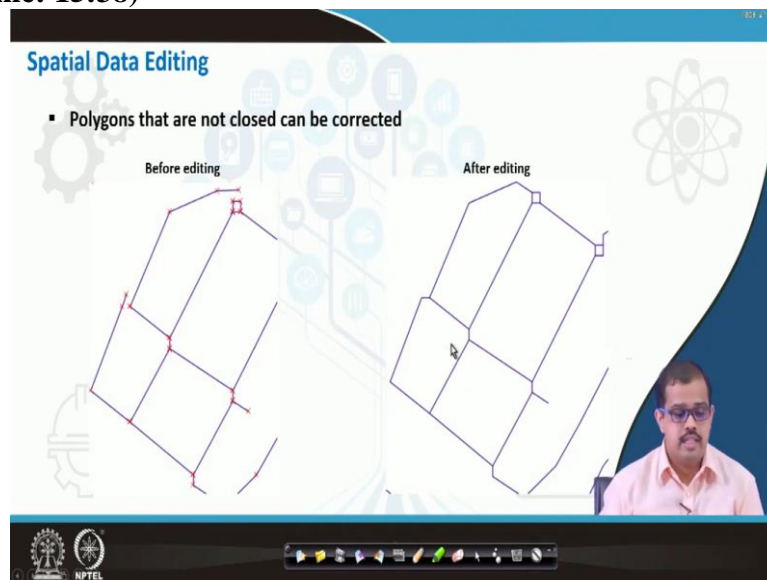 Spatial Data Editing
▪ Polygons that are not closed can be corrected
Before editing
After editing
NPTEL